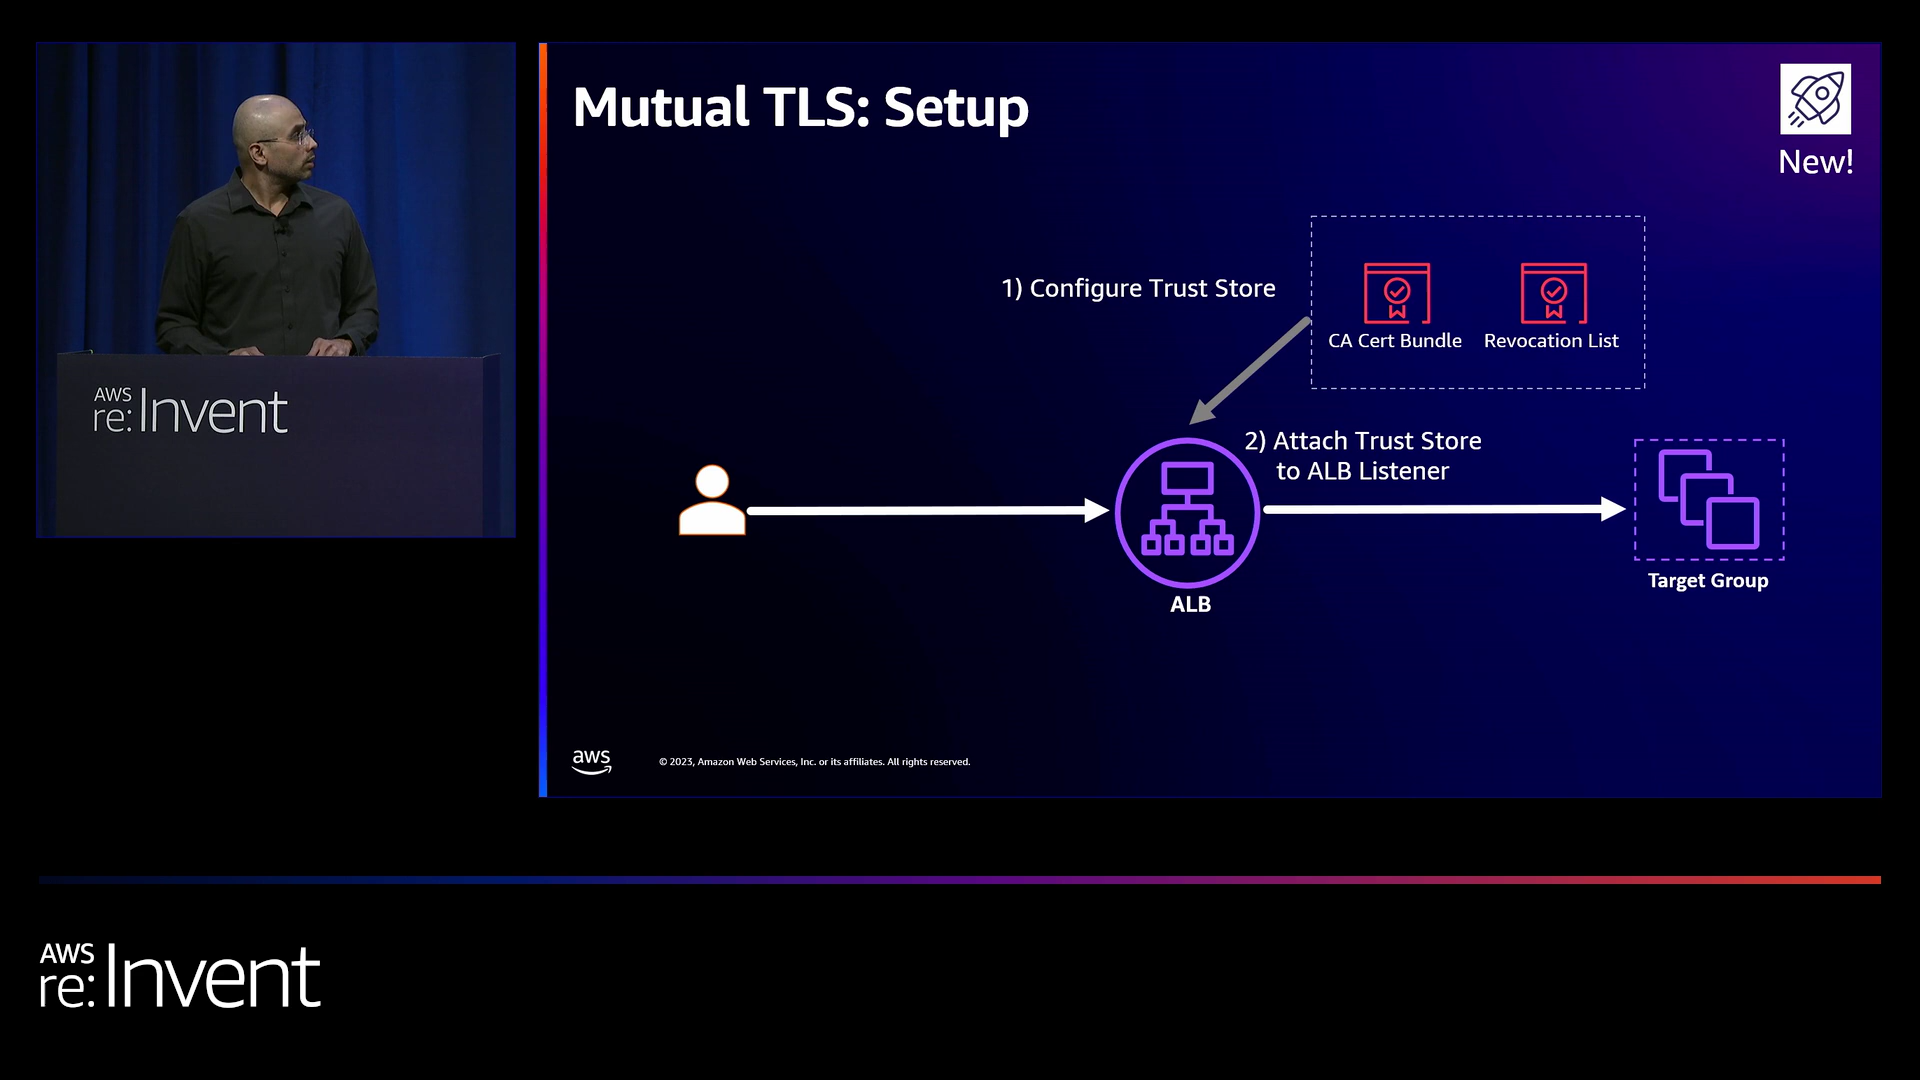 Mutual TLS: Setup
New!
1) Configure Trust Store
CA Cert Bundle
Revocation List
2) Attach Trust Store
to ALB Listener
ALB
Target Group
aws
© 2023, Amazon Web Services, Inc. or its affiliates. All rights reserved.
AWS
re:Invent
AWS
re:Invent